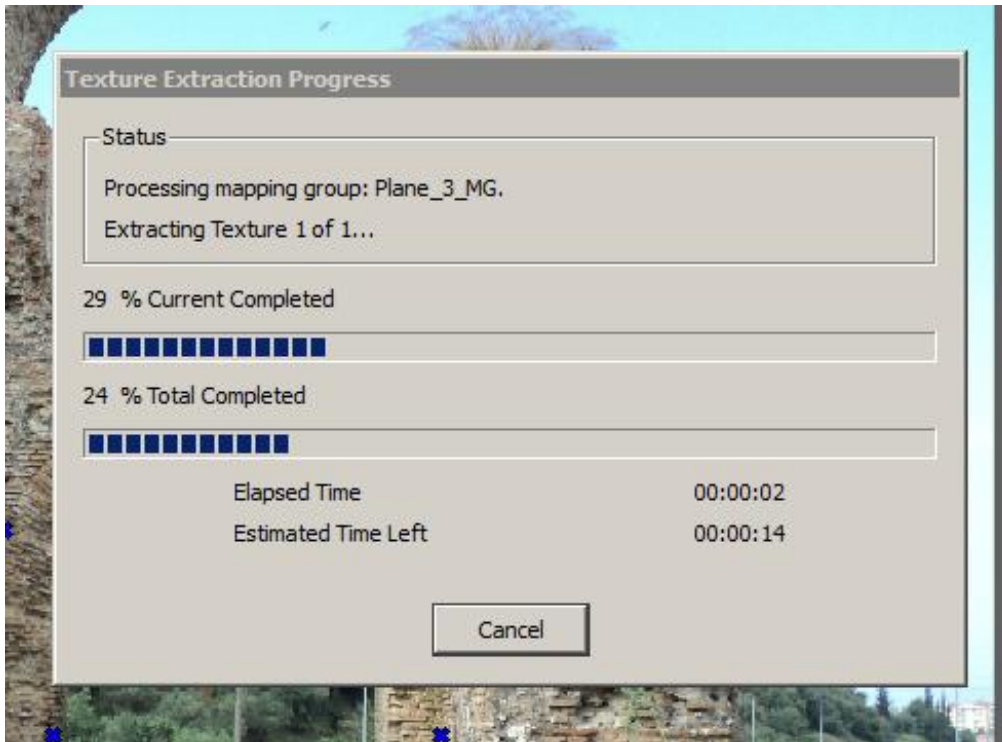 Texture Extraction Progress
Status
Processing mapping group: Plane_3_MG.
Extracting Texture 1 of 1...
29 % Current Completed
24 % Total Completed
Elapsed Time 00:00:02
Estimated Time Left 00:00:14
Cancel